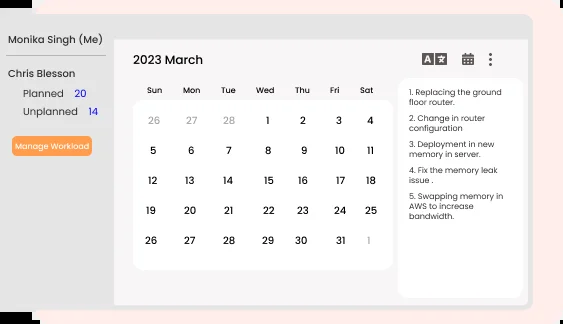 Monika Singh (Me)
Chris Blesson
Planned 20
Unplanned 14
Manage Workload
2023 March
A
Sun Mon Tue Wed Thu Fri Sat
26 27 28 1 2 3 4
5 6 7 8 9 10 11
12 13 14 15 16 17 18
19 20 21 22 23 24 25
26 27 28 29 30 31 1
1. Replacing the ground
floor router.
2. Change in router
configuration
3. Deployment in new
memory in server.
4. Fix the memory leak
issue .
5. Swapping memory in
AWS to increase
bandwidth.